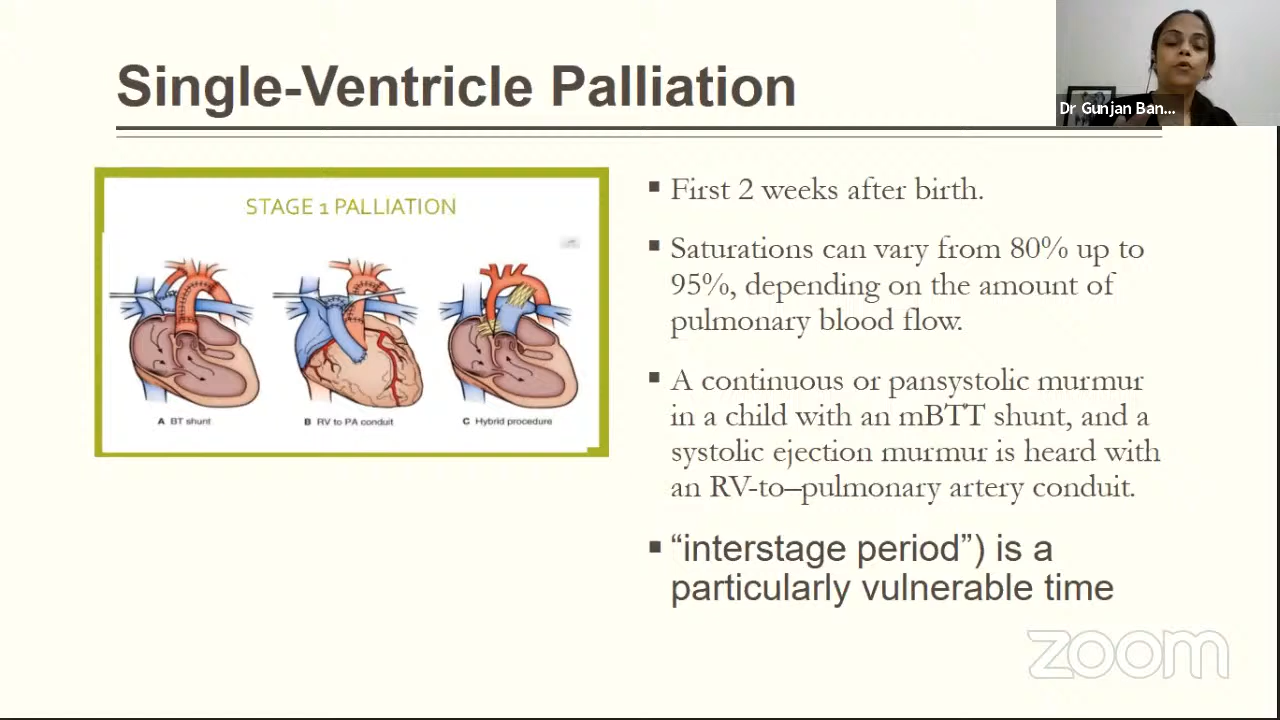 Single-Ventricle Palliation
Dr Gunjan Ban...
STAGE 1 PALLIATION
A BT shunt
B RV to PA conduit
C Hybrid procedure
▪ First 2 weeks after birth.
▪ Saturations can vary from 80% up to
95%, depending on the amount of
pulmonary blood flow.
▪ A continuous or pansystolic murmur
in a child with an mBTT shunt, and a
systolic ejection murmur is heard with
an RV-to–pulmonary artery conduit.
▪ “interstage period”) is a
particularly vulnerable time
zoom